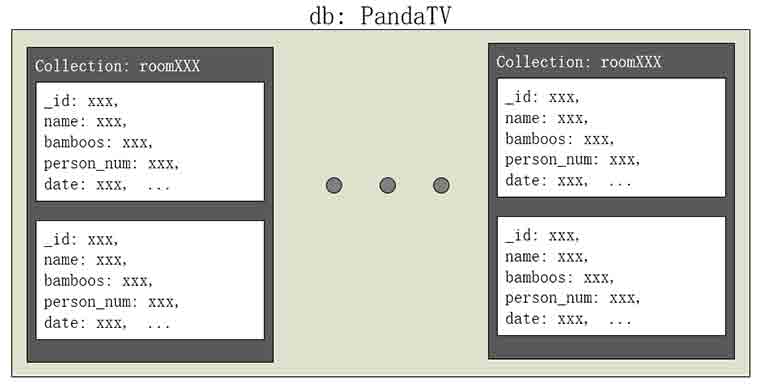 db: PandaTV
Collection: roomXXX
_id: xxx,
name: xxx,
bamboos: xxx,
person_num: xxx,
date: xxx, ...
_id: xxx,
name: xxx,
bamboos: xxx,
person_num: xxx,
date: xxx, ...
Collection: roomXXX
_id: xxx,
name: xxx,
bamboos: xxx,
person_num: xxx,
date: xxx, ...
_id: xxx,
name: xxx,
bamboos: xxx,
person_num: xxx,
date: xxx, ...